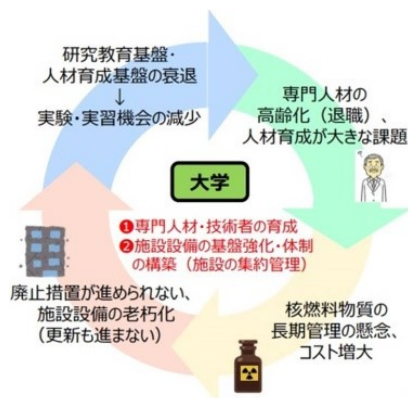 研究教育基盤・
人材育成基盤の衰退
↓
実験・実習機会の減少
専門人材の
高齢化（退職）、
人材育成が大きな課題
大学
❶専門人材・技術者の育成
❷施設設備の基盤強化・体制
の構築（施設の集約管理）
廃止措置が進められない、
施設設備の老朽化
（更新も進まない）
核燃料物質の
長期管理の懸念、
コスト増大